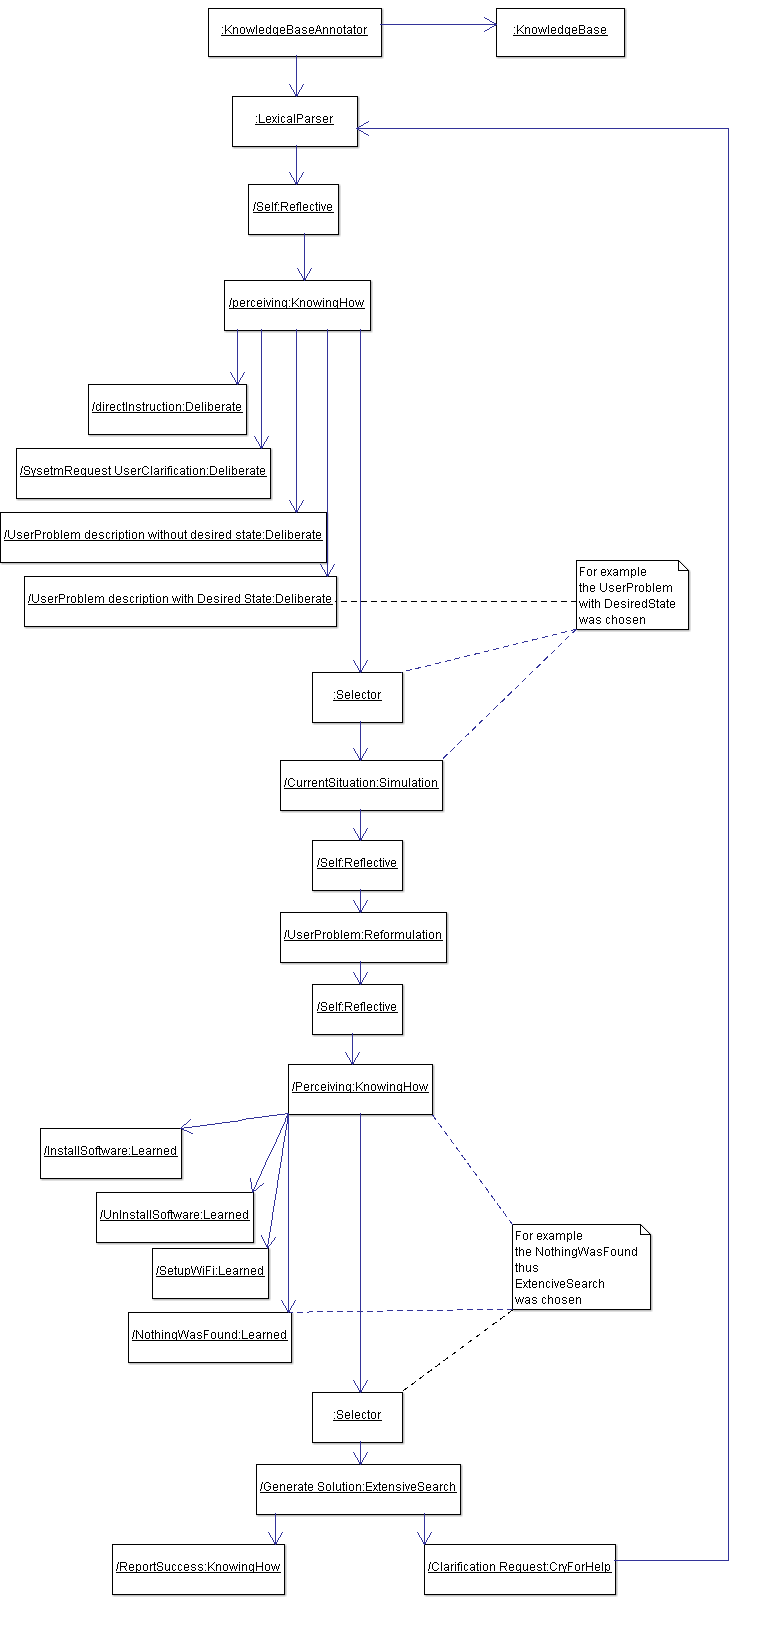 :KnowledgeBaseAnnotator
:KnowledgeBase
:LexicalParser
/Self:Reflective
/perceiving:KnowingHow
/directInstruction:Deliberate
/SysetmRequest UserClarification:Deliberate
/UserProblem description without desired state:Deliberate
/UserProblem description with Desired State:Deliberate
For example
the UserProblem
with DesiredState
was chosen
:Selector
/CurrentSituation:Simulation
/Self:Reflective
/UserProblem:Reformulation
/Self:Reflective
/Perceiving:KnowingHow
/InstallSoftware:Learned
/UnInstallSoftware:Learned
/SetupWiFi:Learned
/NothingWasFound:Learned
For example
the NothingWasFound
thus
ExtenciveSearch
was chosen
:Selector
/Generate Solution:ExtensiveSearch
/ReportSuccess:KnowingHow
/Clarification Request:CryForHelp